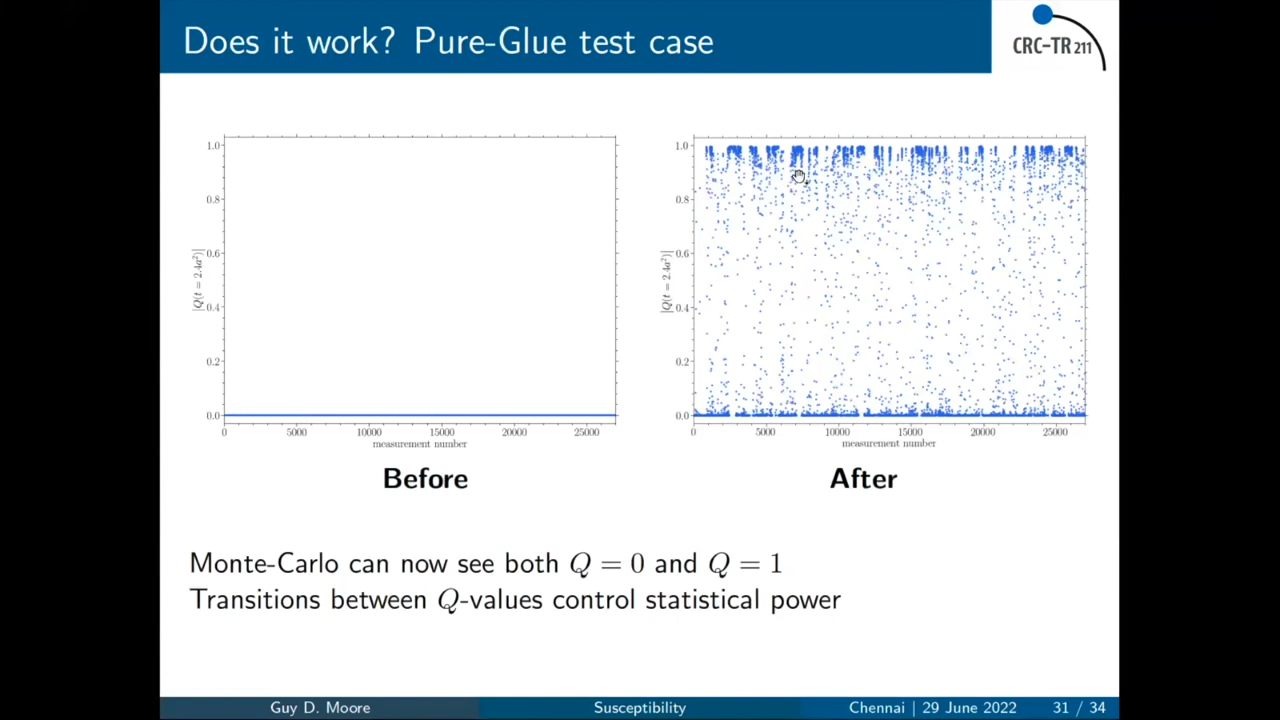 Does it work? Pure-Glue test case
CRC-TR 211
1.0
0.8
0.6
0.4
0.2
0.0
|Q(t = 2.4a²)|
0 5000 10000 15000 20000 25000
measurement number
Before
1.0
0.8
0.6
0.4
0.2
0.0
|Q(t = 2.4a²)|
0 5000 10000 15000 20000 25000
measurement number
After
Monte-Carlo can now see both Q = 0 and Q = 1
Transitions between Q-values control statistical power
Guy D. Moore Susceptibility Chennai | 29 June 2022 31 / 34